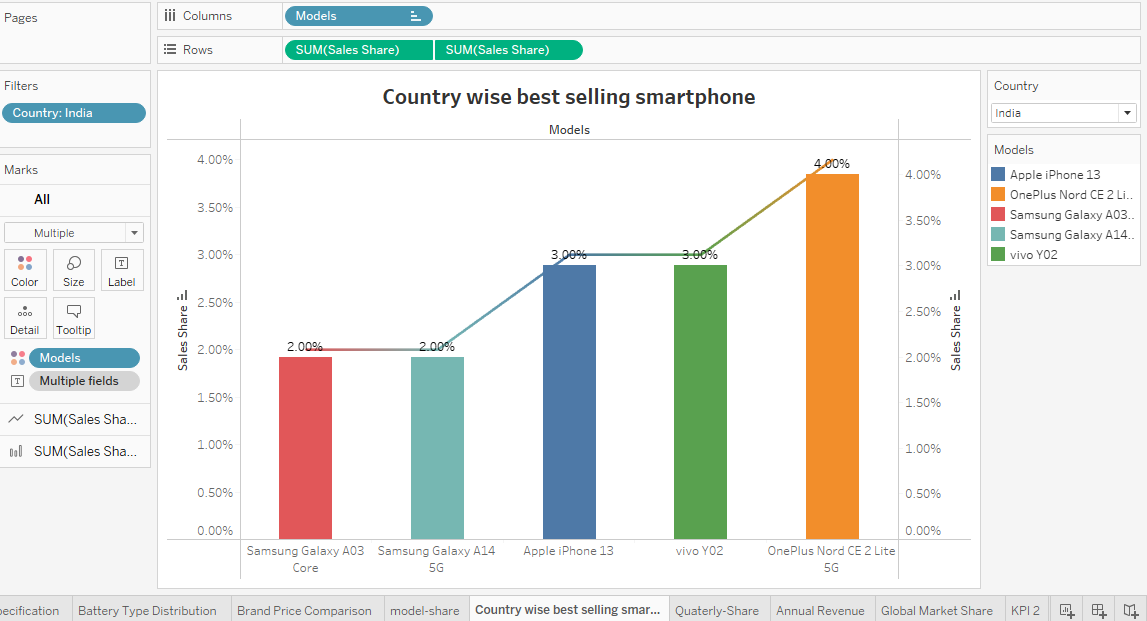 Pages
Columns
Models
Rows
SUM(Sales Share)
SUM(Sales Share)
Filters
Country: India
Marks
All
Multiple
Color
Size
Label
Detail
Tooltip
Models
T
Multiple fields
SUM(Sales Sha...
SUM(Sales Sha...
Country wise best selling smartphone
Models
Sales Share
4.00%
3.50%
3.00%
2.50%
2.00%
1.50%
1.00%
0.50%
0.00%
2.00%
2.00%
3.00%
3.00%
4.00%
4.00%
3.50%
3.00%
2.50%
2.00%
1.50%
1.00%
0.50%
0.00%
Sales Share
Samsung Galaxy A03
Core
Samsung Galaxy A14
5G
Apple iPhone 13
vivo Y02
OnePlus Nord CE 2 Lite
5G
Country
India
Models
Apple iPhone 13
OnePlus Nord CE 2 Li..
Samsung Galaxy A03..
Samsung Galaxy A14..
vivo Y02
pecification
Battery Type Distribution
Brand Price Comparison
model-share
Country wise best selling smar...
Quaterly-Share
Annual Revenue
Global Market Share
KPI 2